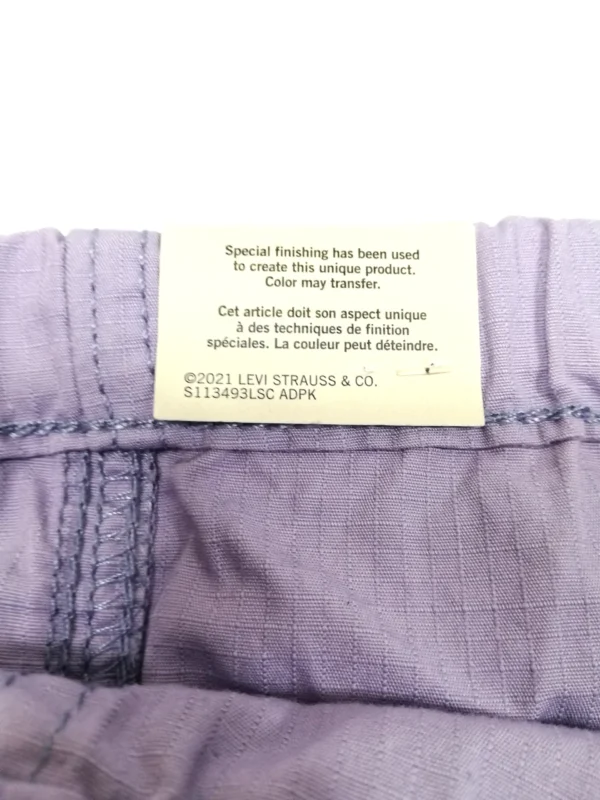 Special finishing has been used
to create this unique product.
Color may transfer.
Cet article doit son aspect unique
à des techniques de finition
spéciales. La couleur peut déteindre.
©2021 LEVI STRAUSS & CO.
S113493LSC ADPK